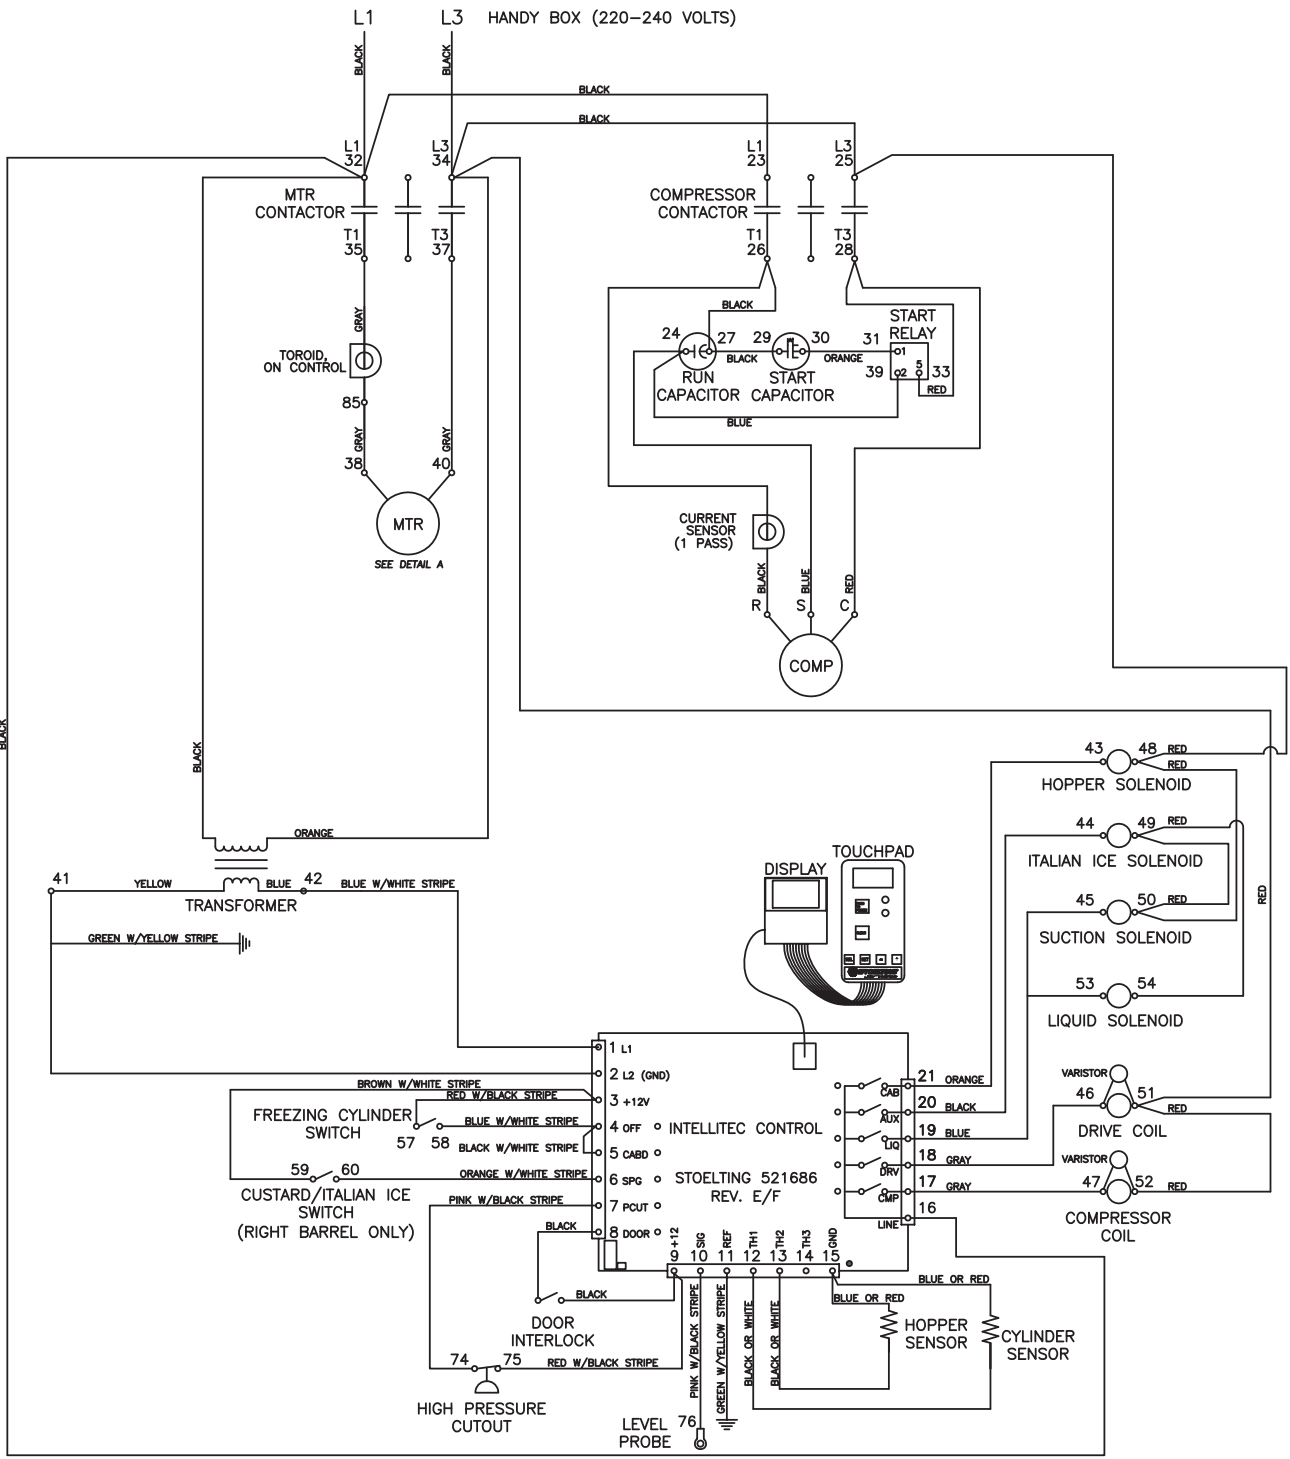 L1 L3 HANDY BOX (220-240 VOLTS)
BLACK BLACK
BLACK
BLACK
L1 L3 L1 L3
32 34 23 25
MTR
CONTACTOR
COMPRESSOR
CONTACTOR
T1 T3 T1 T3
35 37 26 28
GRAY
TOROID,
ON CONTROL
85
GRAY GRAY
38 40
MTR
SEE DETAIL A
BLACK
24 27 29 30 31
BLACK ORANGE
START
RELAY
1
39 2 5 33
RED
RUN
CAPACITOR
START
CAPACITOR
BLUE
CURRENT
SENSOR
(1 PASS)
BLACK BLUE RED
R S C
COMP
BLACK
BLACK
ORANGE
41 YELLOW BLUE 42 BLUE W/WHITE STRIPE
TRANSFORMER
GREEN W/YELLOW STRIPE
43 48 RED
RED
HOPPER SOLENOID
44 49 RED
ITALIAN ICE SOLENOID
45 50 RED
SUCTION SOLENOID
53 54
LIQUID SOLENOID
RED
VARISTOR
46 51
RED
DRIVE COIL
VARISTOR
47 52 RED
COMPRESSOR
COIL
DISPLAY
TOUCHPAD
1 L1
2 L2 (GND)
BROWN W/WHITE STRIPE
RED W/BLACK STRIPE
3 +12V
FREEZING CYLINDER
SWITCH
57 58
BLUE W/WHITE STRIPE
4 OFF
BLACK W/WHITE STRIPE
5 CABD
59 60
ORANGE W/WHITE STRIPE
6 SPG
CUSTARD/ITALIAN ICE
SWITCH
(RIGHT BARREL ONLY)
PINK W/BLACK STRIPE
7 PCUT
BLACK
8 DOOR
INTELLITEC CONTROL
STOELTING 521686
REV. E/F
CAB 21 ORANGE
AUX 20 BLACK
LIQ 19 BLUE
DRV 18 GRAY
CMP 17 GRAY
LINE 16
+12 SIG REF TH1 TH2 TH3 GND
9 10 11 12 13 14 15
BLACK
DOOR
INTERLOCK
74 75 RED W/BLACK STRIPE
HIGH PRESSURE
CUTOUT
PINK W/BLACK STRIPE
GREEN W/YELLOW STRIPE
BLACK OR WHITE
BLACK OR WHITE
BLUE OR RED
BLUE OR RED
HOPPER
SENSOR
CYLINDER
SENSOR
LEVEL
PROBE
76